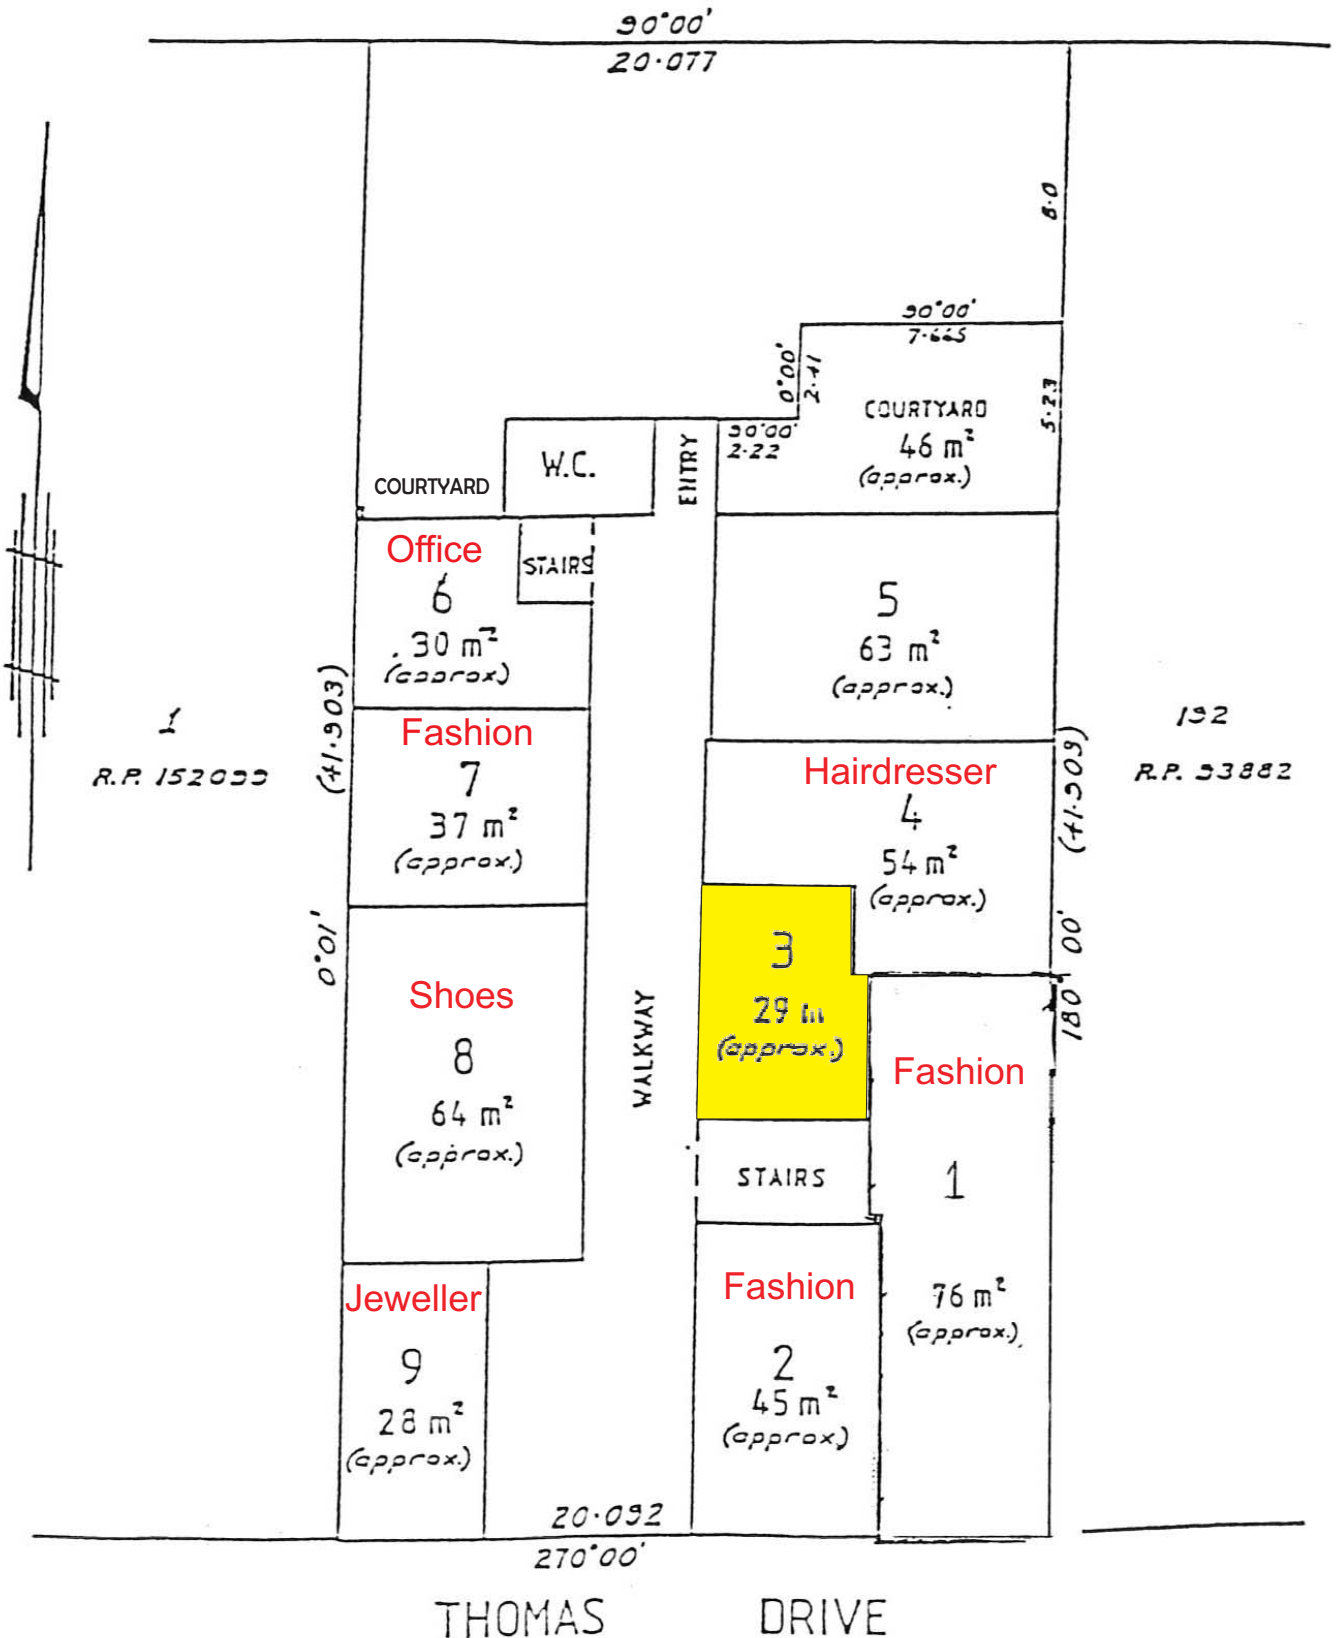 90°00'
20·077
8·0
90°00'
7·665
0°00'
2·41
5·23
COURTYARD
46 m²
(approx.)
90°00'
2·22
ENTRY
W.C.
COURTYARD
Office
6
30 m²
(approx)
STAIRS
5
63 m²
(approx.)
(41·903)
1
R.P. 152099
192
R.P. 93882
(41·909)
Fashion
7
37 m²
(approx.)
Hairdresser
4
54 m²
(approx.)
0°01'
180°00'
3
29 m
(approx.)
Shoes
8
64 m²
(approx.)
WALKWAY
Fashion
1
76 m²
(approx.)
STAIRS
Jeweller
9
28 m²
(approx.)
Fashion
2
45 m²
(approx)
20·092
270°00'
THOMAS DRIVE